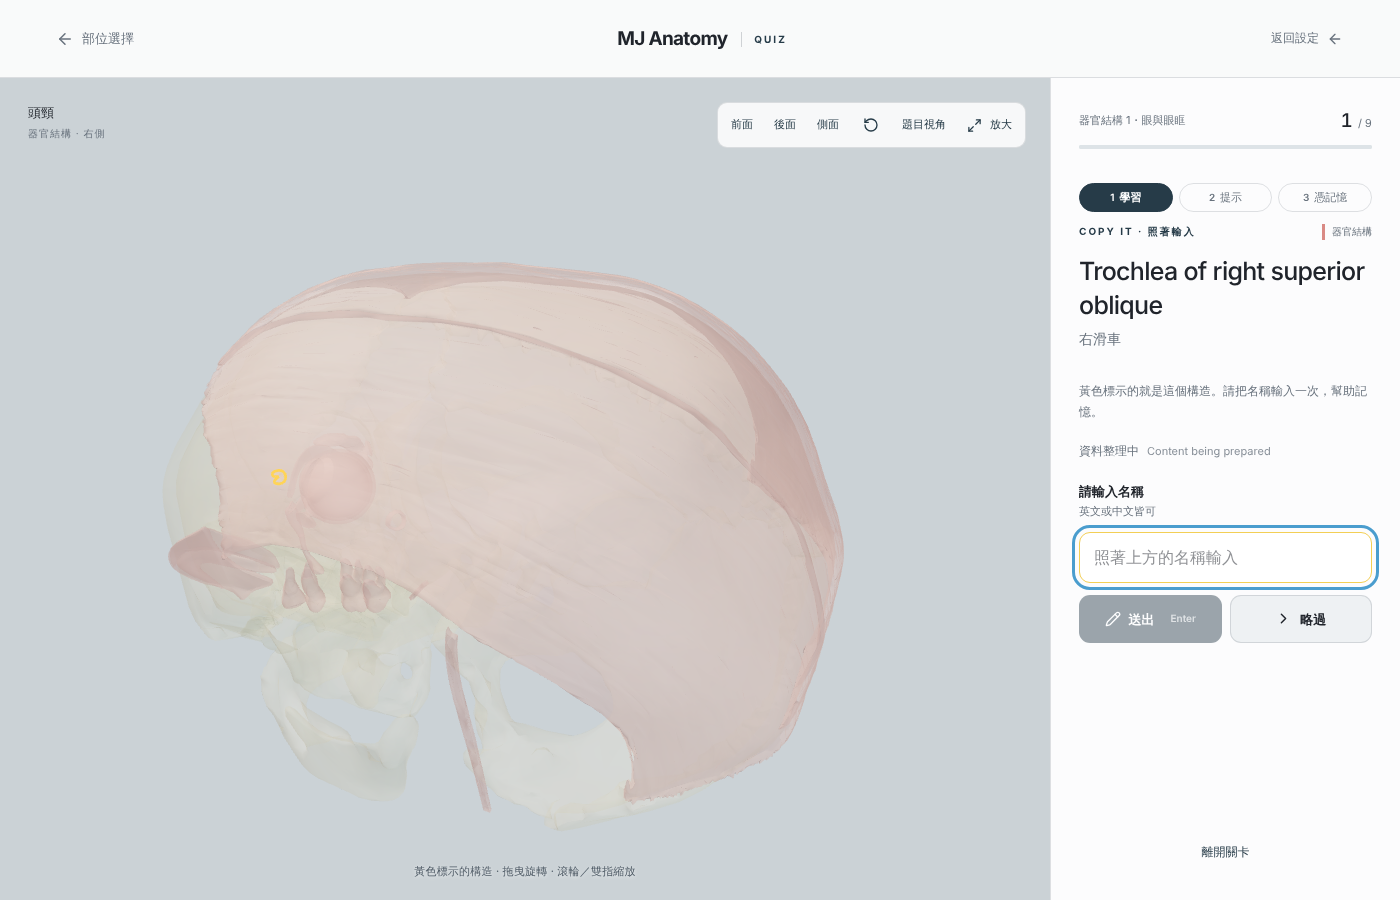 部位選擇
MJ Anatomy
QUIZ
返回設定
頭頸
器官結構 · 右側
前面
後面
側面
題目視角
放大
黃色標示的構造 · 拖曳旋轉 · 滾輪／雙指縮放
器官結構 1・眼與眼眶
1 / 9
1 學習
2 提示
3 憑記憶
COPY IT · 照著輸入
器官結構
Trochlea of right superior
oblique
右滑車
黃色標示的就是這個構造。請把名稱輸入一次，幫助記
憶。
資料整理中 Content being prepared
請輸入名稱
英文或中文皆可
照著上方的名稱輸入
送出 Enter
略過
離開關卡